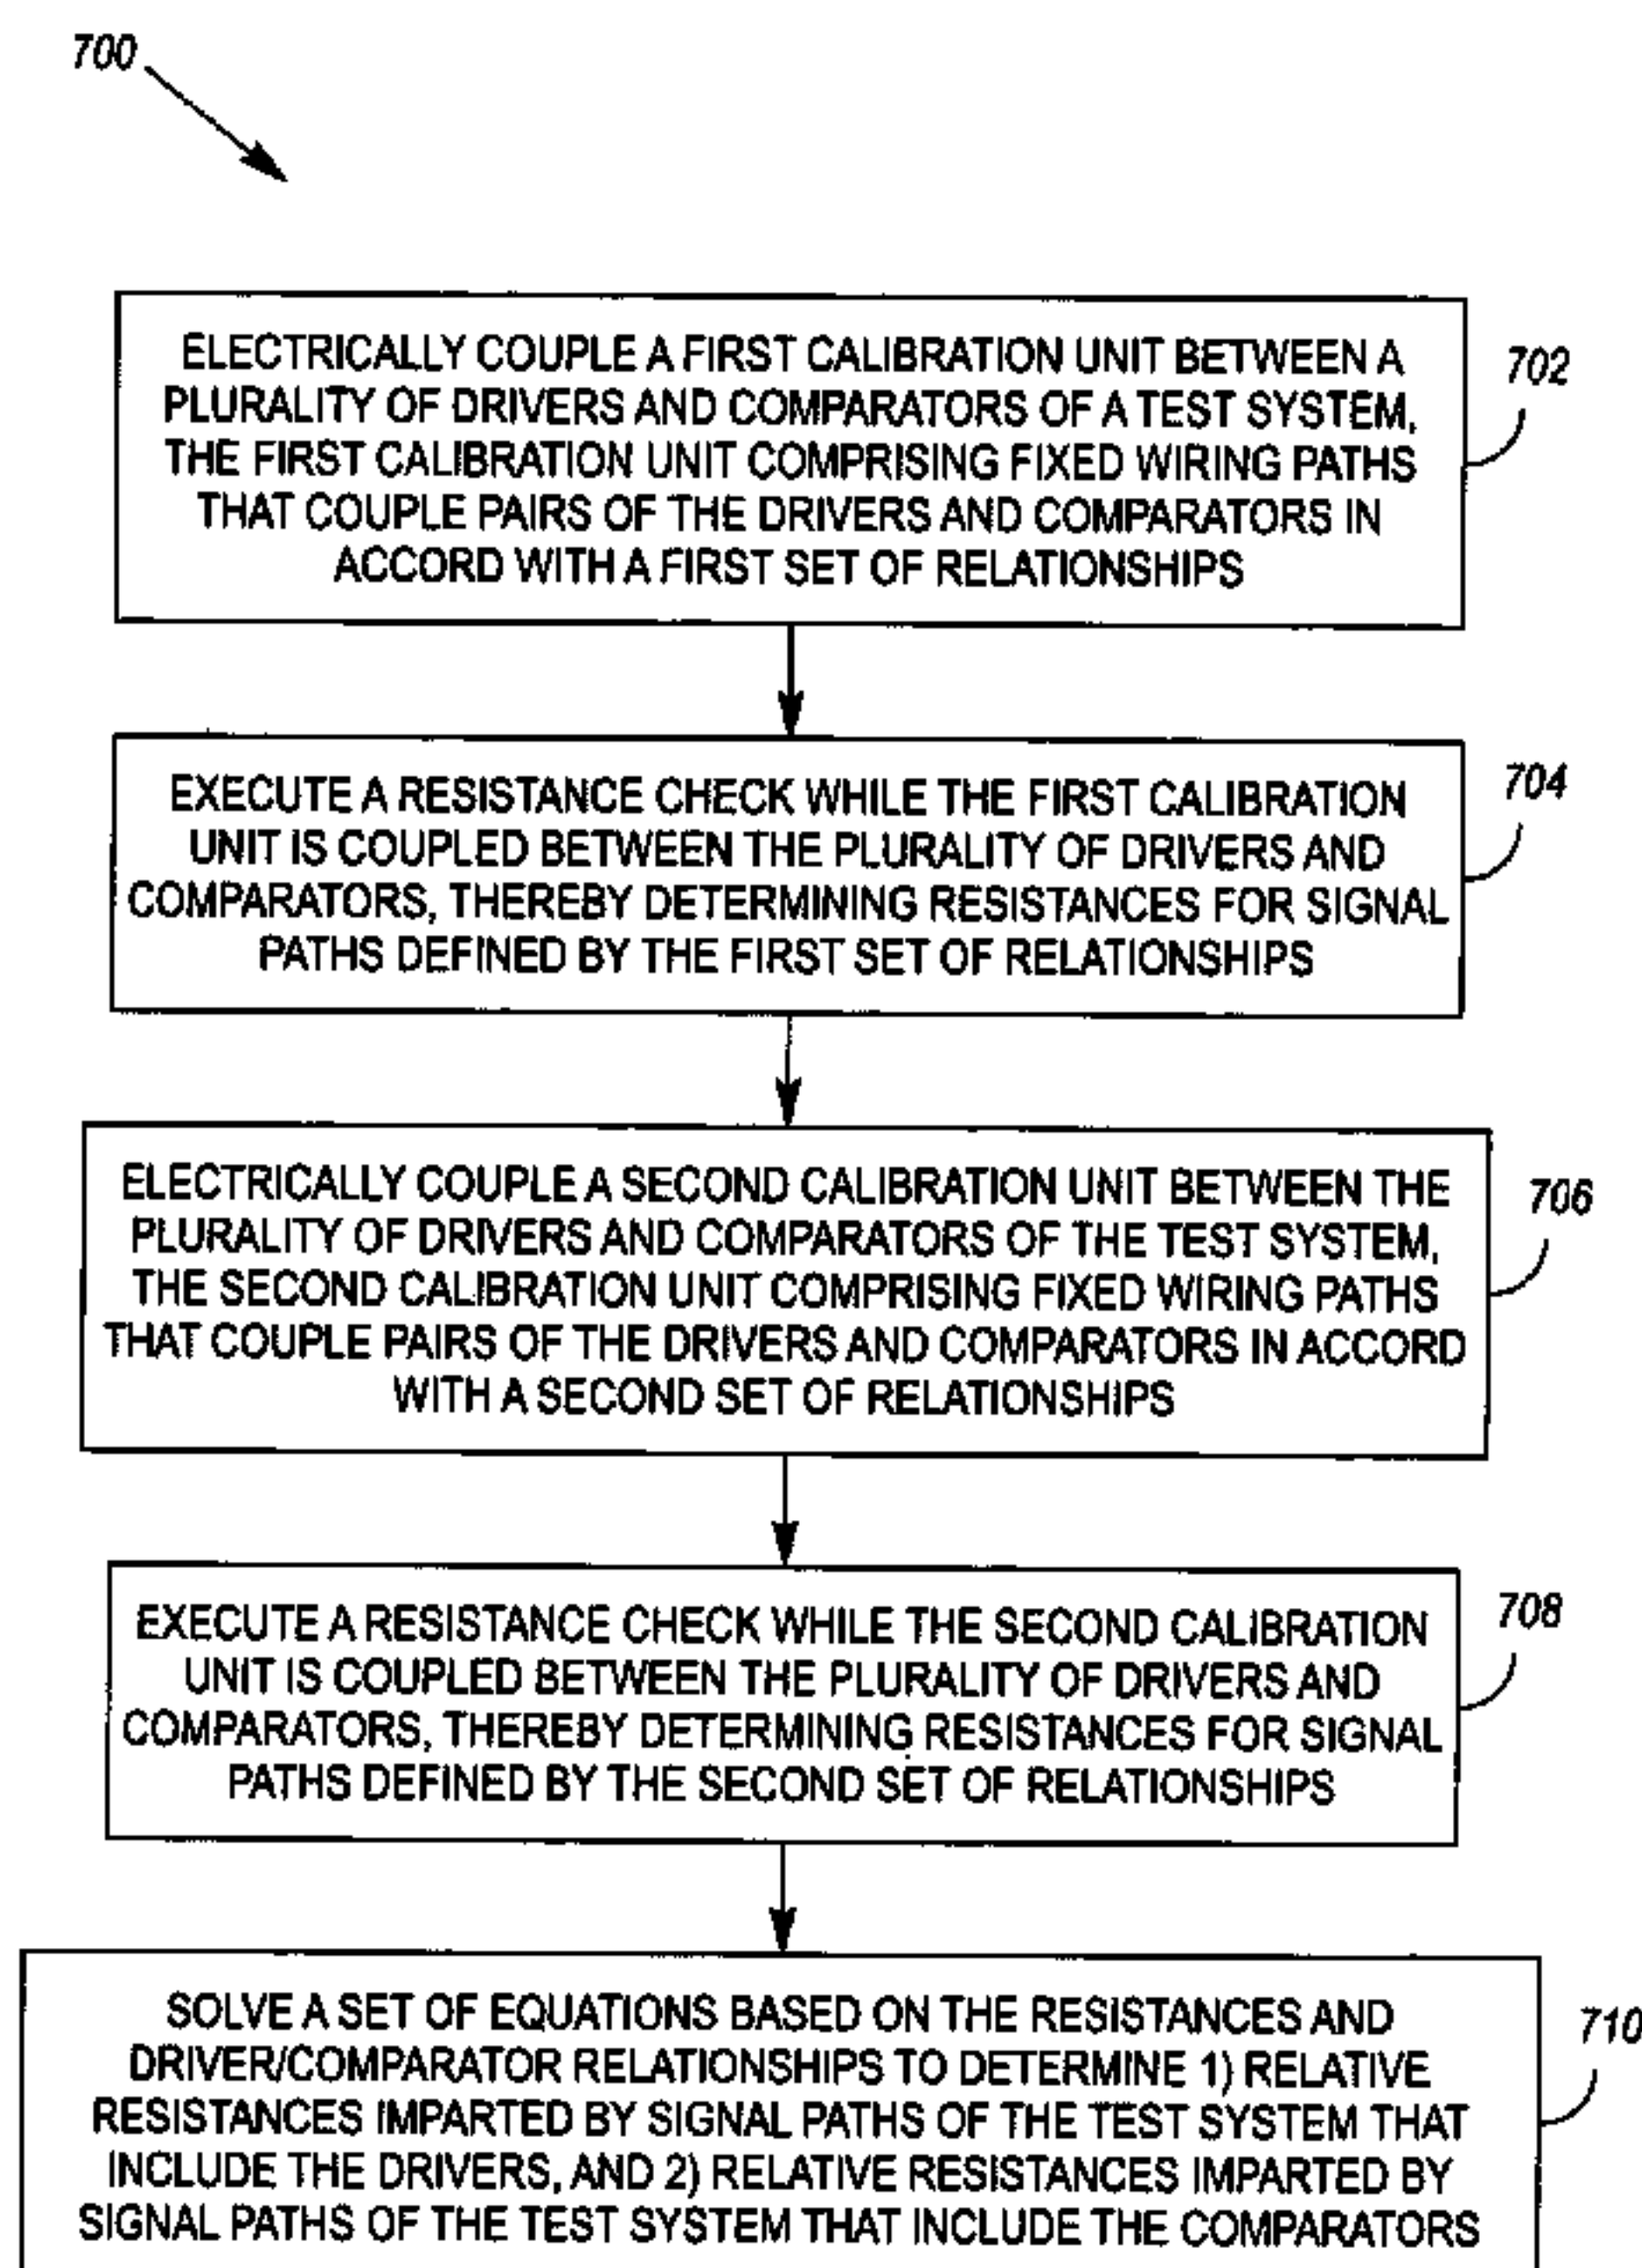 700
ELECTRICALLY COUPLE A FIRST CALIBRATION UNIT BETWEEN A
PLURALITY OF DRIVERS AND COMPARATORS OF A TEST SYSTEM,
THE FIRST CALIBRATION UNIT COMPRISING FIXED WIRING PATHS
THAT COUPLE PAIRS OF THE DRIVERS AND COMPARATORS IN
ACCORD WITH A FIRST SET OF RELATIONSHIPS
702
EXECUTE A RESISTANCE CHECK WHILE THE FIRST CALIBRATION
UNIT IS COUPLED BETWEEN THE PLURALITY OF DRIVERS AND
COMPARATORS, THEREBY DETERMINING RESISTANCES FOR SIGNAL
PATHS DEFINED BY THE FIRST SET OF RELATIONSHIPS
704
ELECTRICALLY COUPLE A SECOND CALIBRATION UNIT BETWEEN THE
PLURALITY OF DRIVERS AND COMPARATORS OF THE TEST SYSTEM,
THE SECOND CALIBRATION UNIT COMPRISING FIXED WIRING PATHS
THAT COUPLE PAIRS OF THE DRIVERS AND COMPARATORS IN ACCORD
WITH A SECOND SET OF RELATIONSHIPS
706
EXECUTE A RESISTANCE CHECK WHILE THE SECOND CALIBRATION
UNIT IS COUPLED BETWEEN THE PLURALITY OF DRIVERS AND
COMPARATORS, THEREBY DETERMINING RESISTANCES FOR SIGNAL
PATHS DEFINED BY THE SECOND SET OF RELATIONSHIPS
708
SOLVE A SET OF EQUATIONS BASED ON THE RESISTANCES AND
DRIVER/COMPARATOR RELATIONSHIPS TO DETERMINE 1) RELATIVE
RESISTANCES IMPARTED BY SIGNAL PATHS OF THE TEST SYSTEM THAT
INCLUDE THE DRIVERS, AND 2) RELATIVE RESISTANCES IMPARTED BY
SIGNAL PATHS OF THE TEST SYSTEM THAT INCLUDE THE COMPARATORS
710